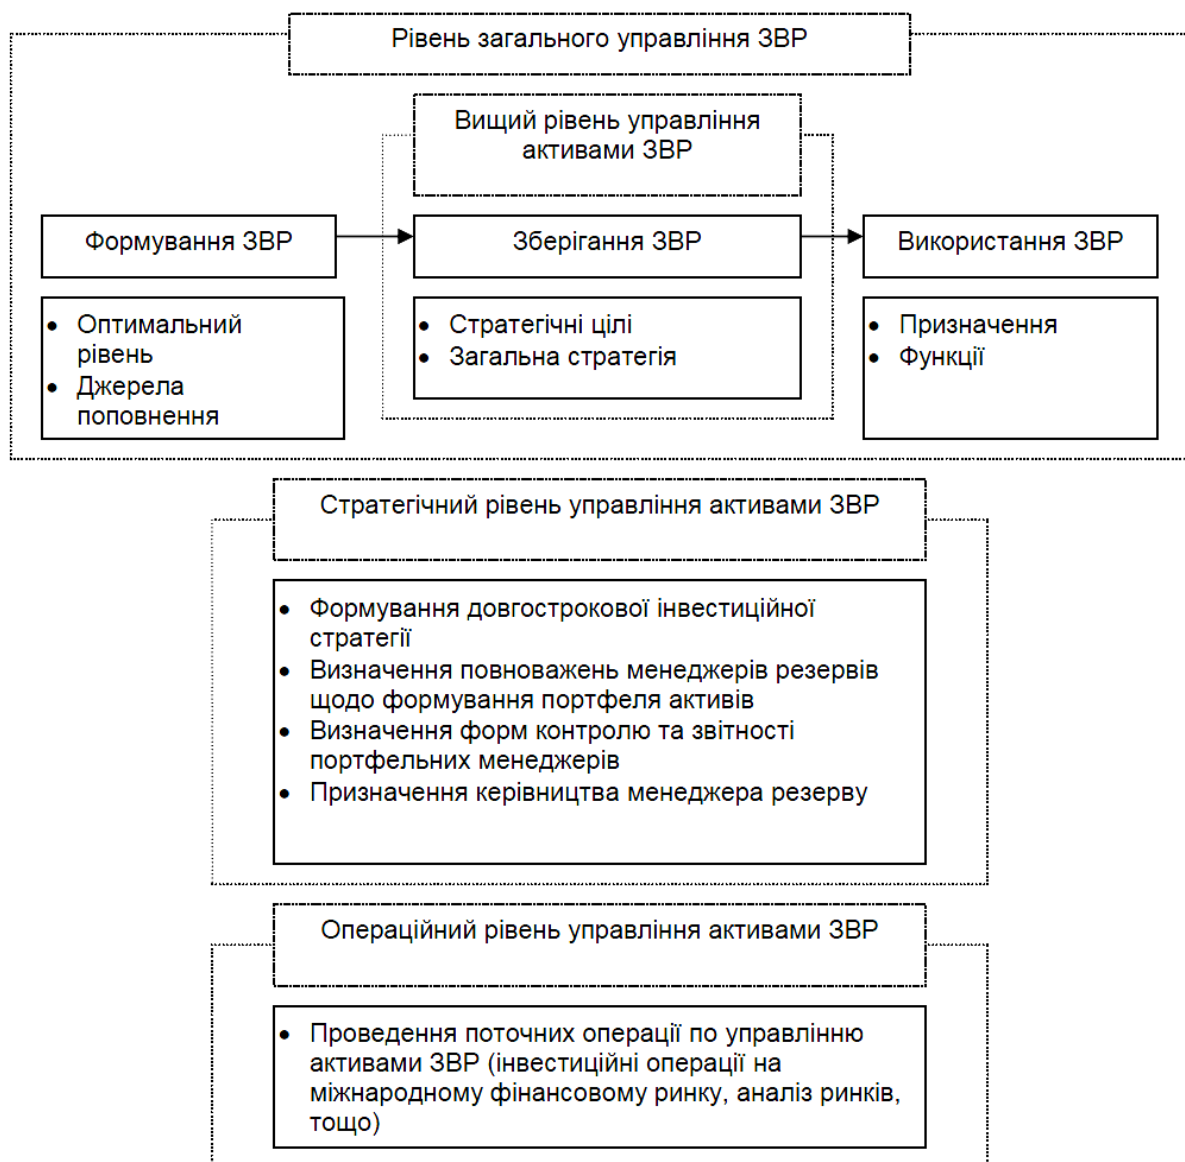 Рівень загального управління ЗВР
Вищий рівень управління
активами ЗВР
Формування ЗВР
Зберігання ЗВР
Використання ЗВР
• Оптимальний
рівень
• Джерела
поповнення
• Стратегічні цілі
• Загальна стратегія
• Призначення
• Функції
Стратегічний рівень управління активами ЗВР
• Формування довгострокової інвестиційної
стратегії
• Визначення повноважень менеджерів резервів
щодо формування портфеля активів
• Визначення форм контролю та звітності
портфельних менеджерів
• Призначення керівництва менеджера резерву
Операційний рівень управління активами ЗВР
• Проведення поточних операції по управлінню
активами ЗВР (інвестиційні операції на
міжнародному фінансовому ринку, аналіз ринків,
тощо)